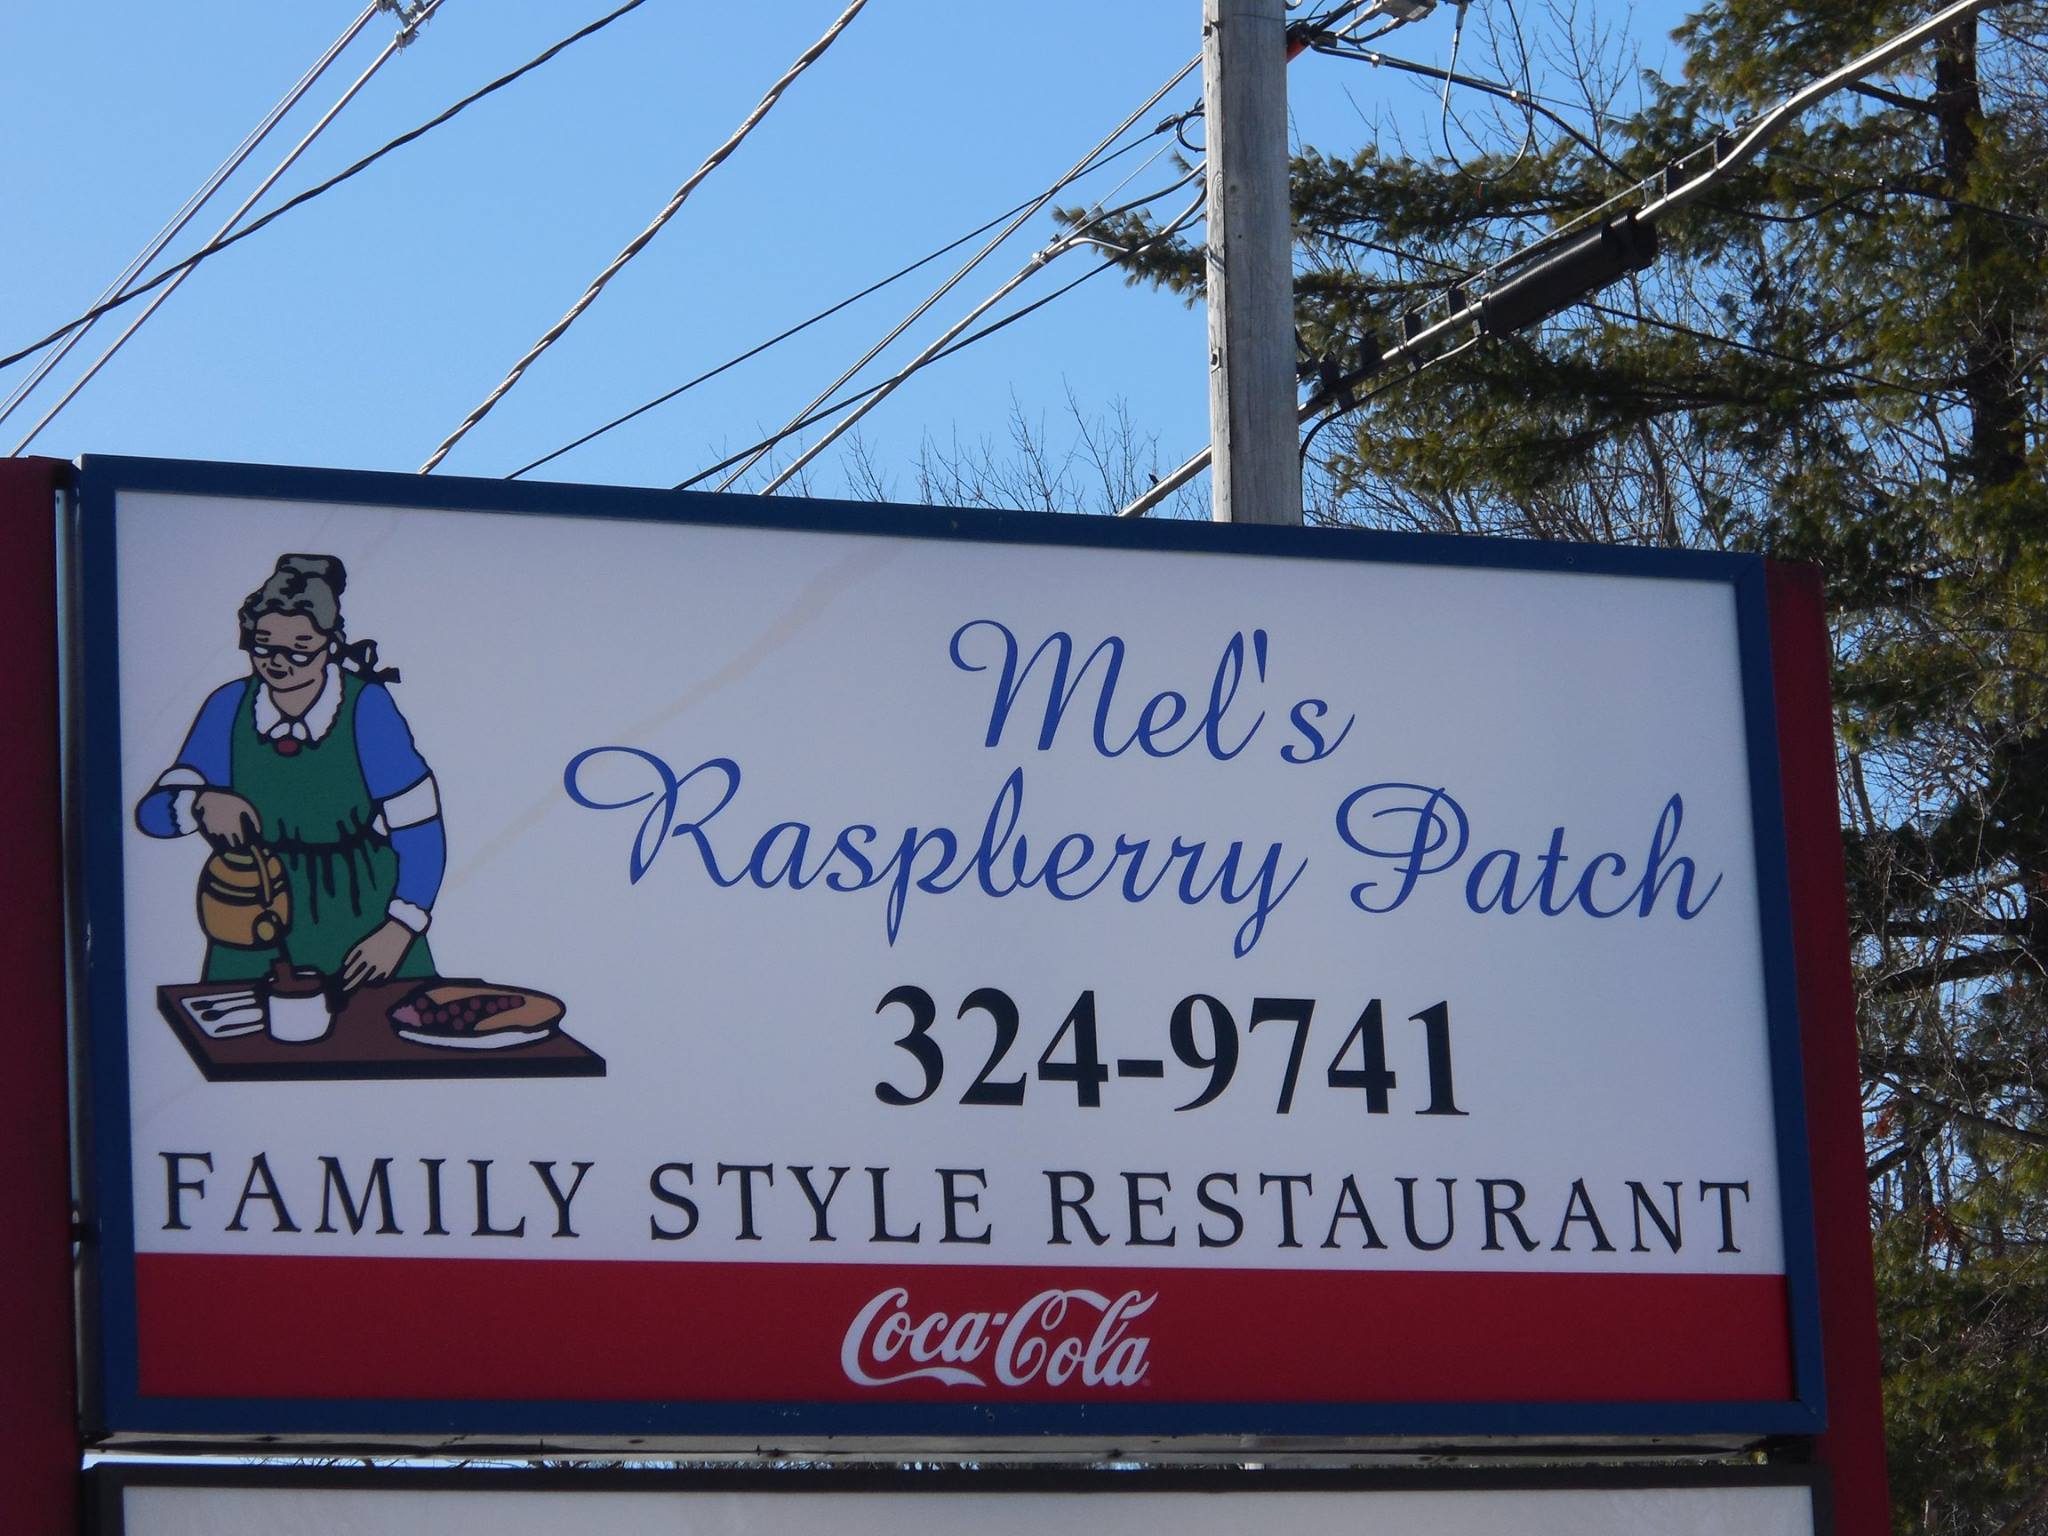 Mel's
Raspberry Patch
324-9741
FAMILY STYLE RESTAURANT
Coca-Cola